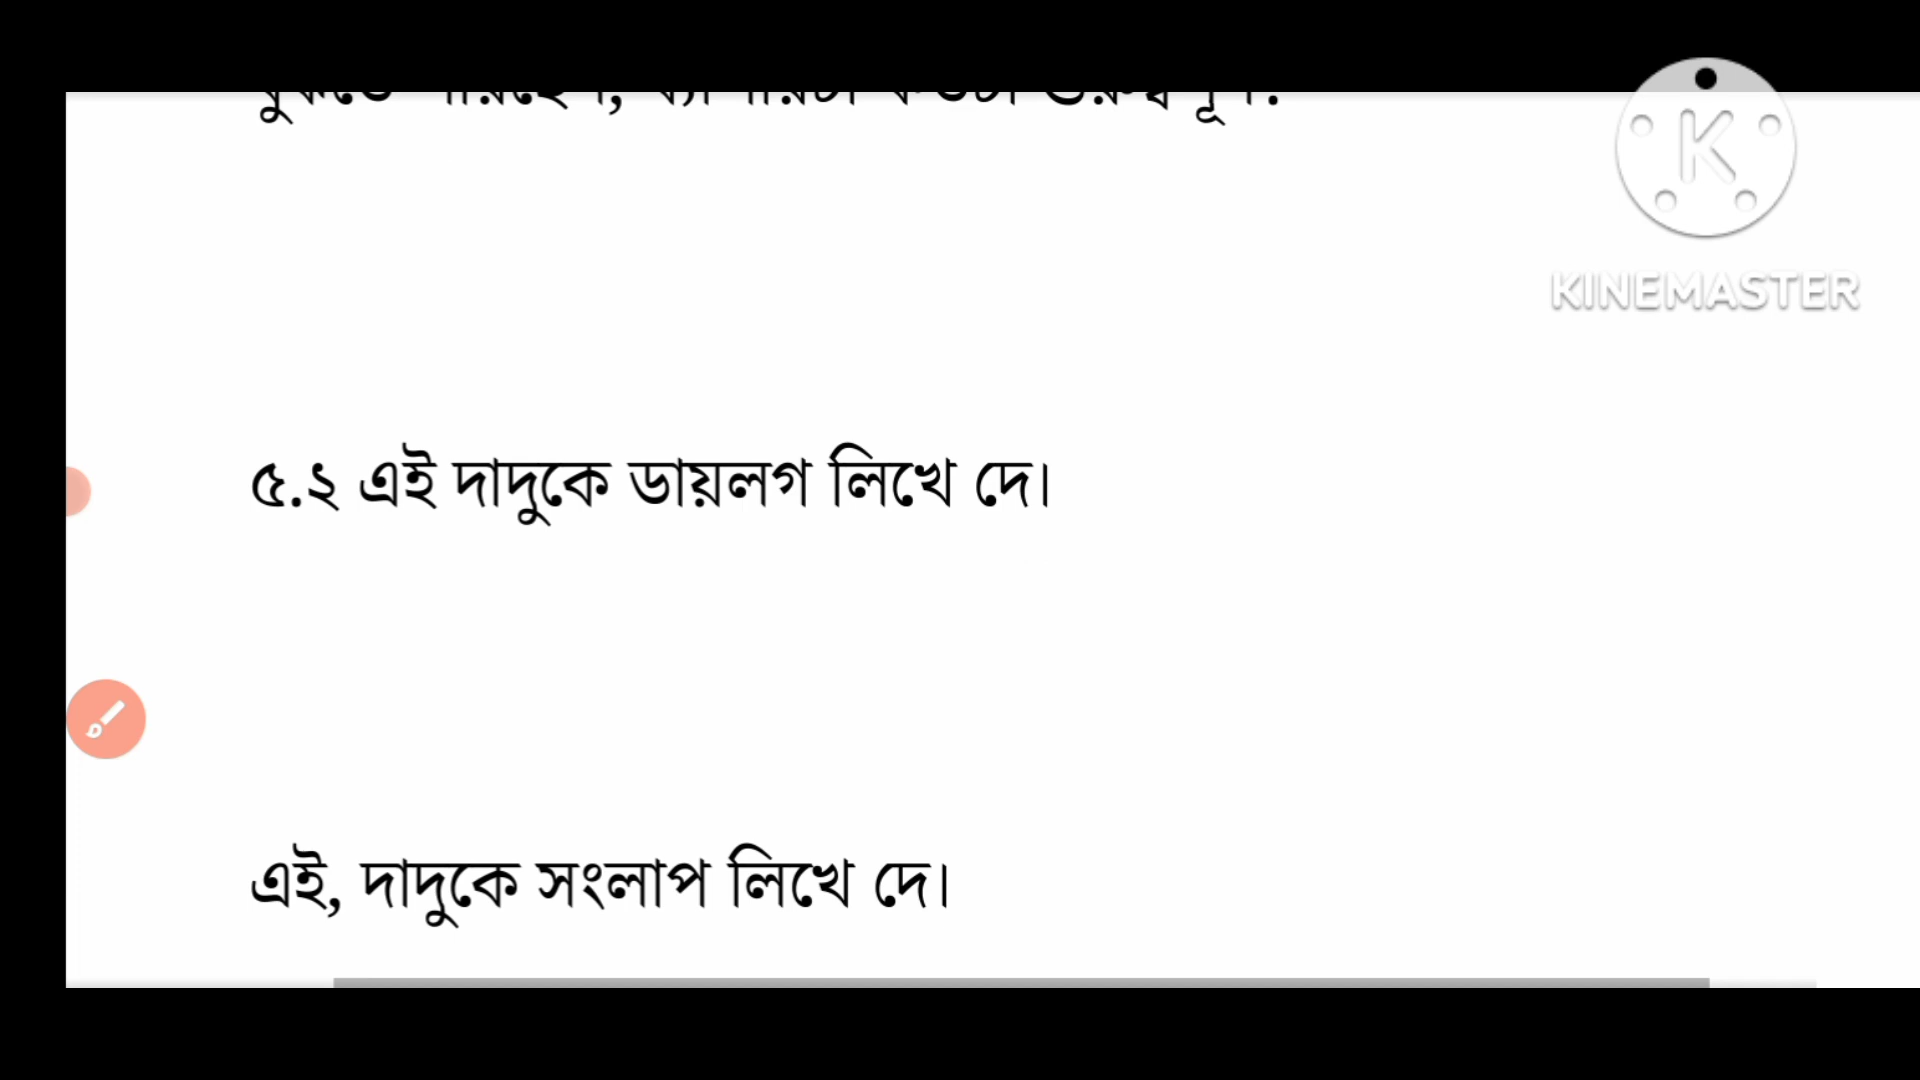 K
KINEMASTER
৫.২ এই দাদুকে ডায়লগ লিখে দে।
এই, দাদুকে সংলাপ লিখে দে।